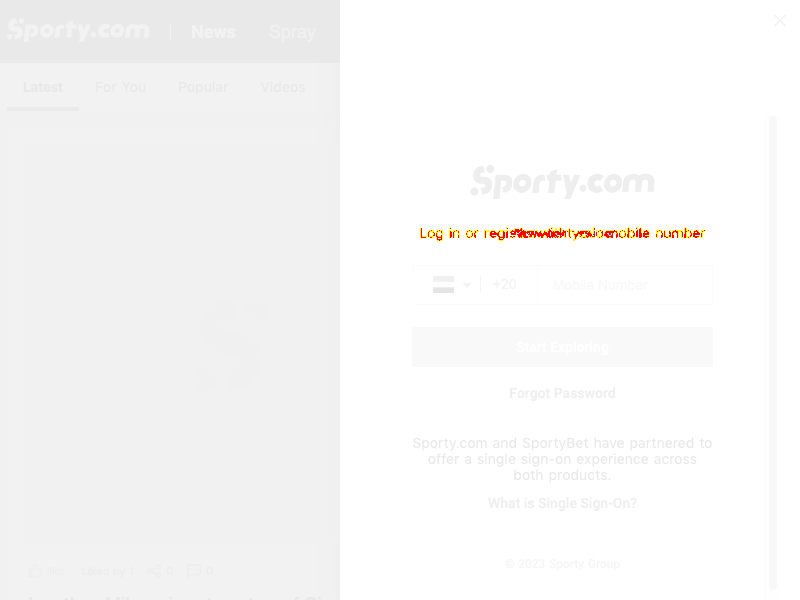 Sporty.com | News Spray
Latest For You Popular Videos
Sporty.com
Log in or register with your mobile number
+20 Mobile Number
Start Exploring
Forgot Password
Sporty.com and SportyBet have partnered to
offer a single sign-on experience across
both products.
What is Single Sign-On?
0 0
© 2023 Sporty Group